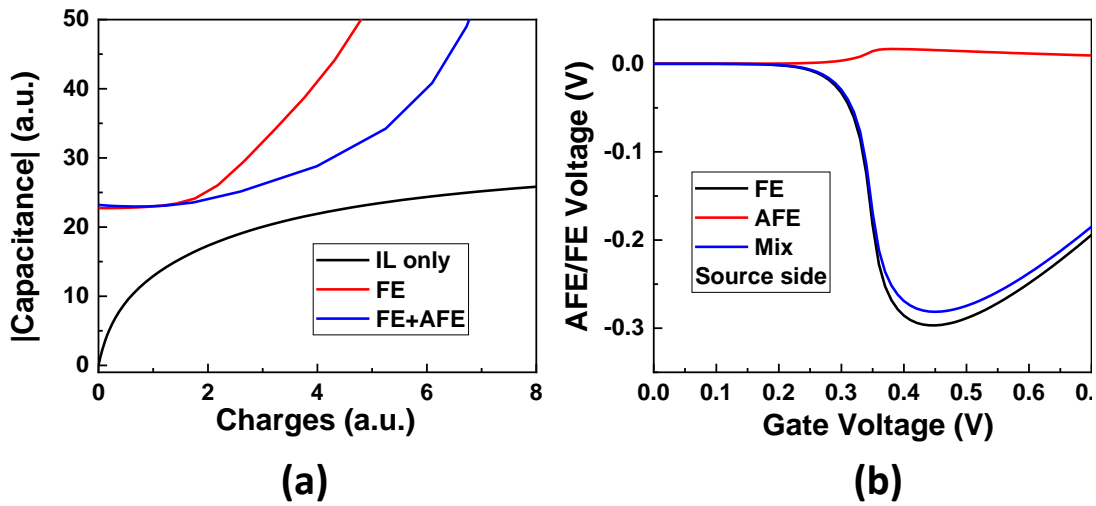 50
40
30
20
10
0
|Capacitance| (a.u.)
IL only
FE
FE+AFE
0 2 4 6 8
Charges (a.u.)
(a)
0.0
-0.1
-0.2
-0.3
AFE/FE Voltage (V)
FE
AFE
Mix
Source side
0.0 0.1 0.2 0.3 0.4 0.5 0.6 0.
Gate Voltage (V)
(b)